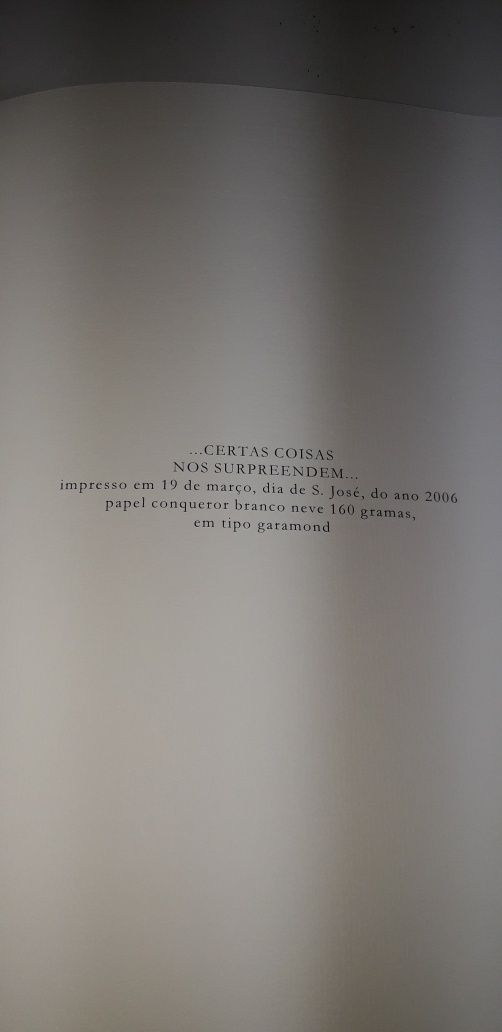 ...CERTAS COISAS
NOS SURPREENDEM...
impresso em 19 de março, dia de S. José, do ano 2006
papel conqueror branco neve 160 gramas,
em tipo garamond